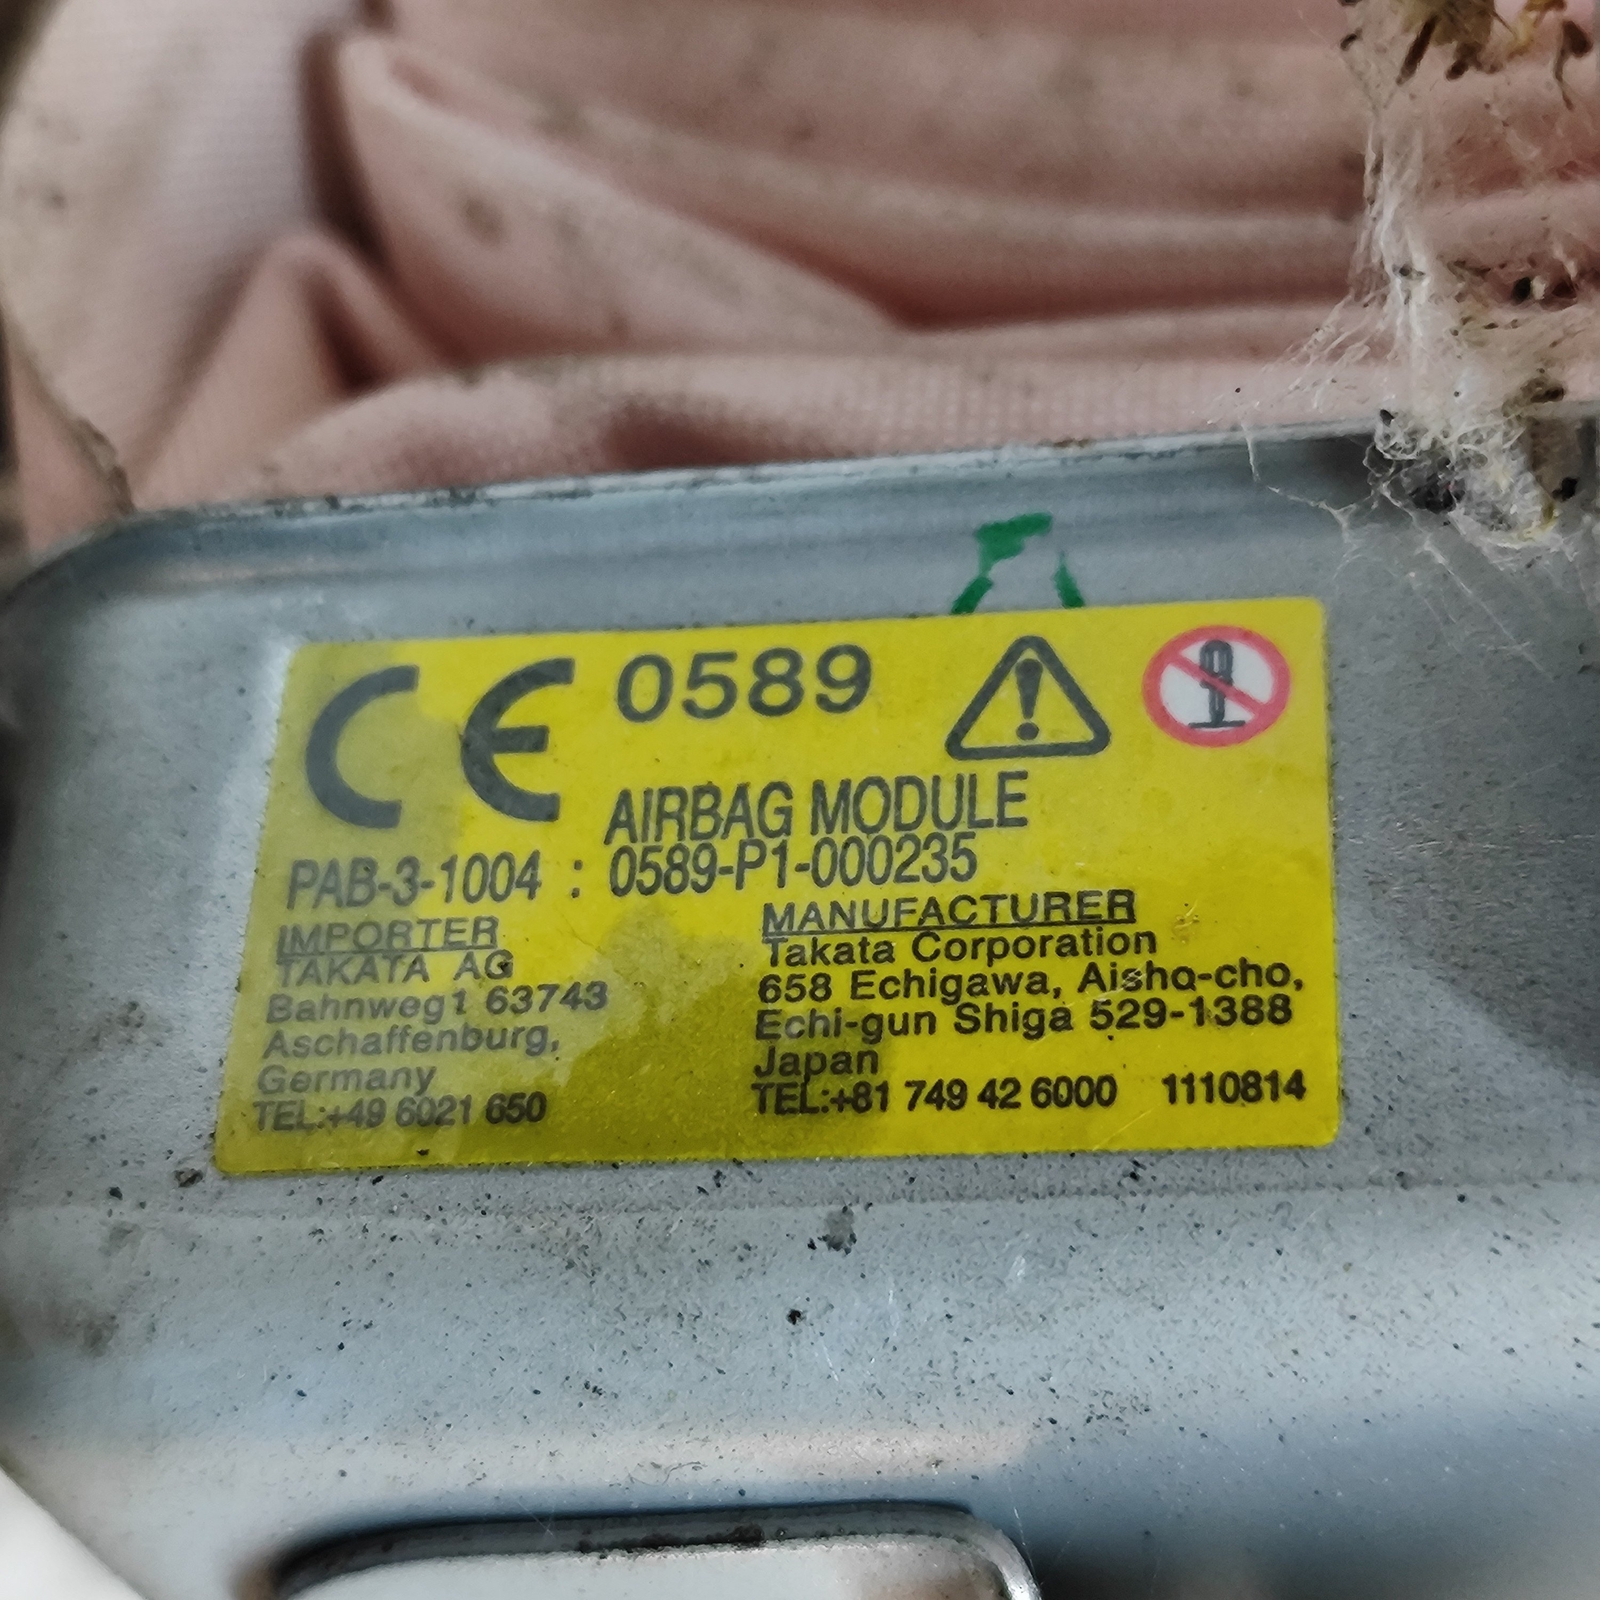 CE 0589
AIRBAG MODULE
PAB-3-1004 : 0589-P1-000235
IMPORTER
TAKATA AG
Bahnweg1 63743
Aschaffenburg,
Germany
TEL:+49 6021 650
MANUFACTURER
Takata Corporation
658 Echigawa, Aisho-cho,
Echi-gun Shiga 529-1388
Japan
TEL:+81 749 42 6000 1110814